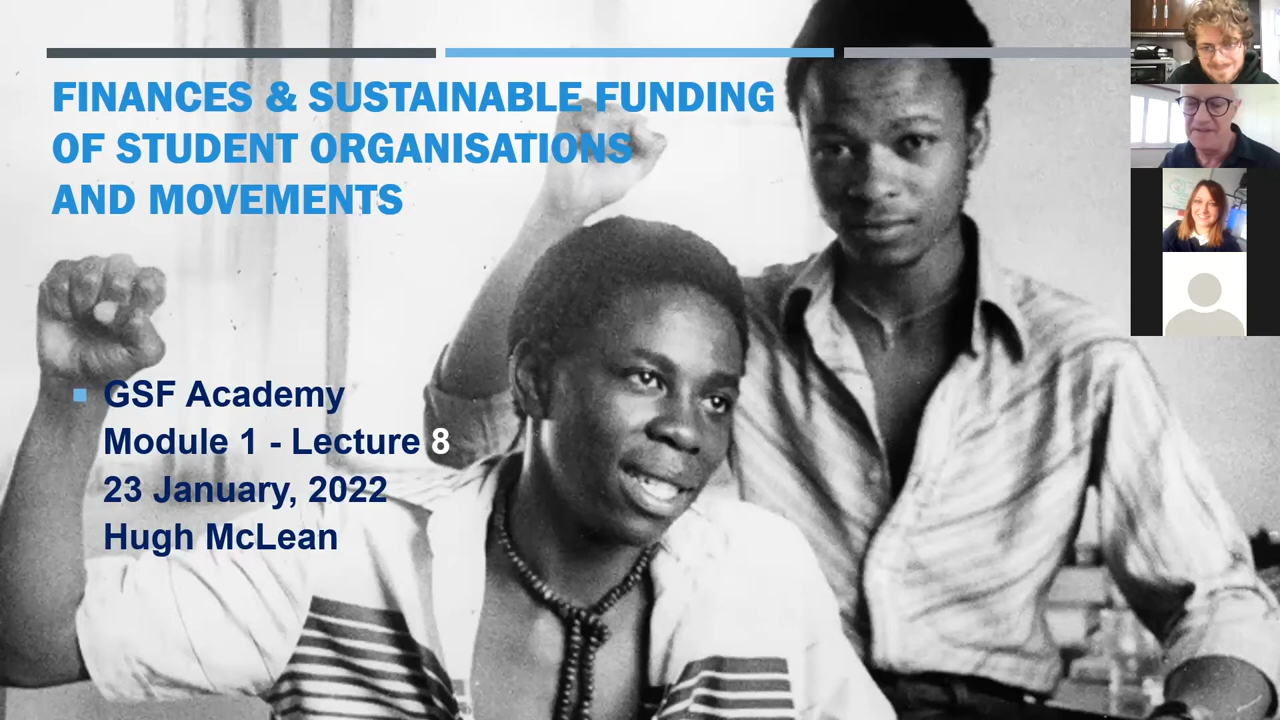 FINANCES & SUSTAINABLE FUNDING
OF STUDENT ORGANISATIONS
AND MOVEMENTS
GSF Academy
Module 1 - Lecture 8
23 January, 2022
Hugh McLean